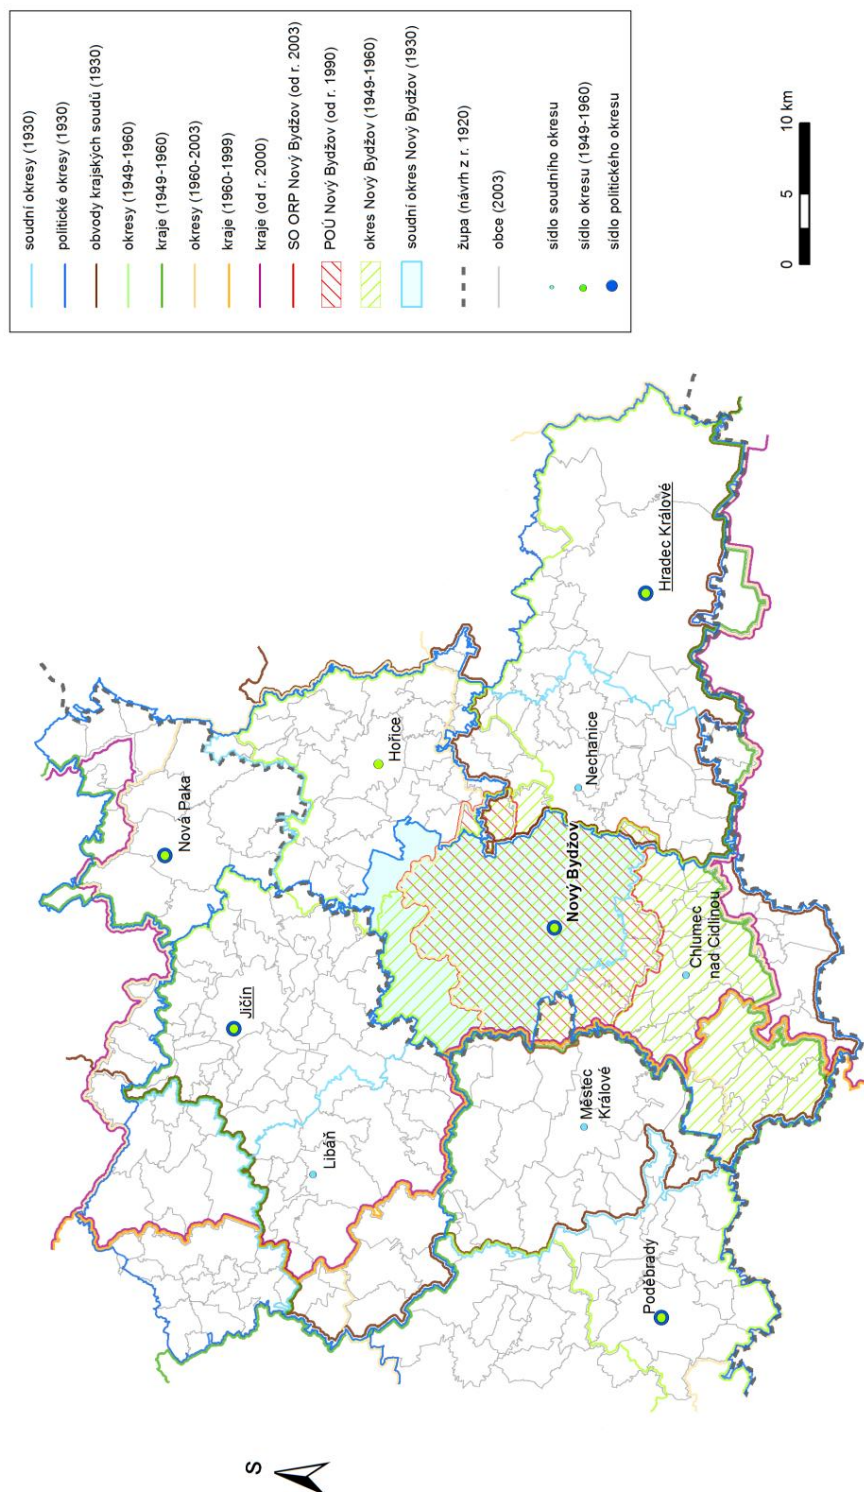 soudní okresy (1930)
politické okresy (1930)
obvody krajských soudů (1930)
okresy (1949-1960)
kraje (1949-1960)
okresy (1960-2003)
kraje (1960-1999)
kraje (od r. 2000)
SO ORP Nový Bydžov (od r. 2003)
POÚ Nový Bydžov (od r. 1990)
okres Nový Bydžov (1949-1960)
soudní okres Nový Bydžov (1930)
župa (návrh z r. 1920)
obce (2003)
sídlo soudního okresu
sídlo okresu (1949-1960)
sídlo politického okresu
0 5 10 km
S
Nová Paka
Jičín
Libáň
Hořice
Nechanice
Nový Bydžov
Městec
Králové
Hradec Králové
Chlumec
nad Cidlinou
Poděbrady